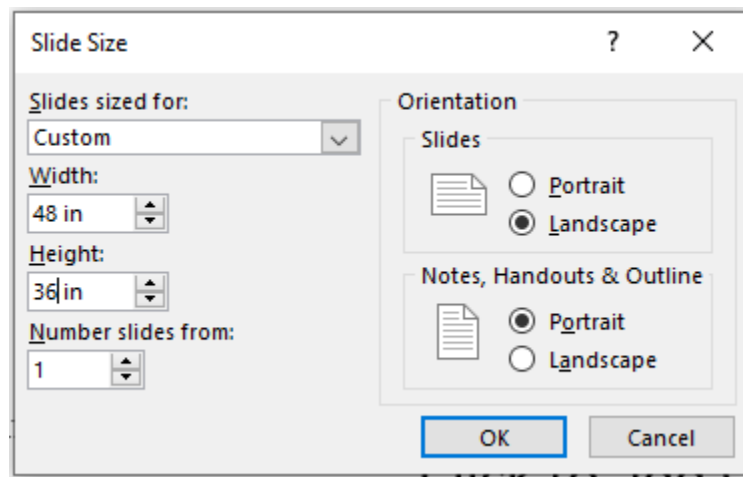 Slide Size
Slides sized for:
Custom
Width:
48 in
Height:
36 in
Number slides from:
1
Orientation
Slides
Portrait
Landscape
Notes, Handouts & Outline
Portrait
Landscape
OK
Cancel